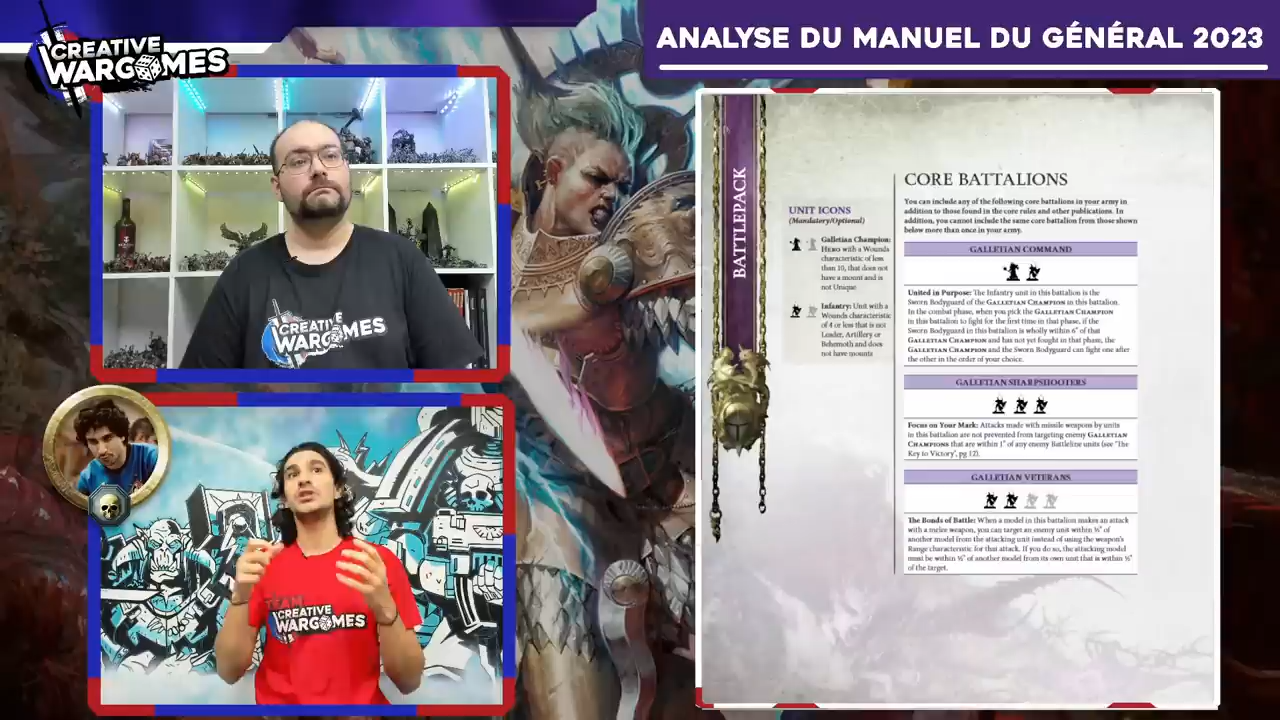 CREATIVE
WARGAMES
ANALYSE DU MANUEL DU GÉNÉRAL 2023
CREATIVE
WARGAMES
TEAM
CREATIVE
WARGAMES
BATTLEPACK
UNIT ICONS
(Mandatory/Optional)
Galletian Champion:
HERO with a Wounds
characteristic of less
than 10, that does not
have a mount and is
not Unique
Infantry: Unit with a
Wounds characteristic
of 4 or less that is not
Leader, Artillery or
Behemoth and does
not have mounts
CORE BATTALIONS
You can include any of the following core battalions in your army in
addition to those found in the core rules and other publications. In
addition, you cannot include the same core battalion from those shown
below more than once in your army.
GALLETIAN COMMAND
United in Purpose: The Infantry unit in this battalion is the
Sworn Bodyguard of the GALLETIAN CHAMPION in this battalion.
In the combat phase, when you pick the GALLETIAN CHAMPION
in this battalion to fight for the first time in that phase, if the
Sworn Bodyguard in this battalion is wholly within 6" of that
GALLETIAN CHAMPION and has not yet fought in that phase, the
GALLETIAN CHAMPION and the Sworn Bodyguard can fight one after
the other in the order of your choice.
GALLETIAN SHARPSHOOTERS
Focus on Your Mark: Attacks made with missile weapons by units
in this battalion are not prevented from targeting enemy GALLETIAN
CHAMPIONS that are within 1" of any enemy Battleline units (see 'The
Key to Victory', pg 12).
GALLETIAN VETERANS
The Bonds of Battle: When a model in this battalion makes an attack
with a melee weapon, you can target an enemy unit within ½" of
another model from the attacking unit instead of using the weapon's
Range characteristic for that attack. If you do so, the attacking model
must be within ½" of another model from its own unit that is within ½"
of the target.